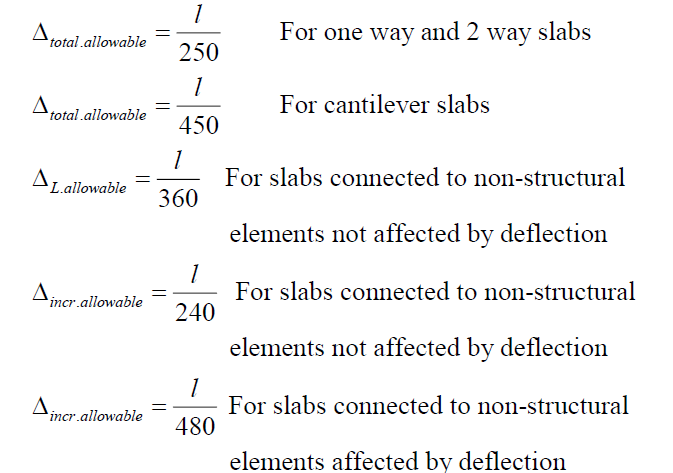 Δtotal.allowable = l/250 For one way and 2 way slabs
Δtotal.allowable = l/450 For cantilever slabs
ΔL.allowable = l/360 For slabs connected to non-structural
elements not affected by deflection
Δincr.allowable = l/240 For slabs connected to non-structural
elements not affected by deflection
Δincr.allowable = l/480 For slabs connected to non-structural
elements affected by deflection